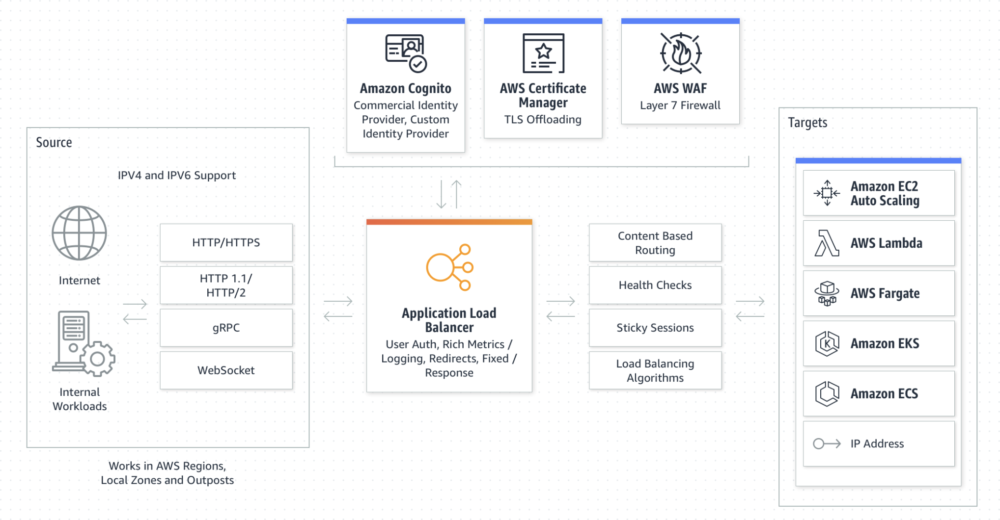 Amazon Cognito
Commercial Identity
Provider, Custom
Identity Provider
AWS Certificate
Manager
TLS Offloading
AWS WAF
Layer 7 Firewall
Source
IPV4 and IPV6 Support
Internet
Internal
Workloads
HTTP/HTTPS
HTTP 1.1/
HTTP/2
gRPC
WebSocket
Works in AWS Regions,
Local Zones and Outposts
Application Load
Balancer
User Auth, Rich Metrics /
Logging, Redirects, Fixed /
Response
Content Based
Routing
Health Checks
Sticky Sessions
Load Balancing
Algorithms
Targets
Amazon EC2
Auto Scaling
AWS Lambda
AWS Fargate
K
Amazon EKS
Amazon ECS
IP Address